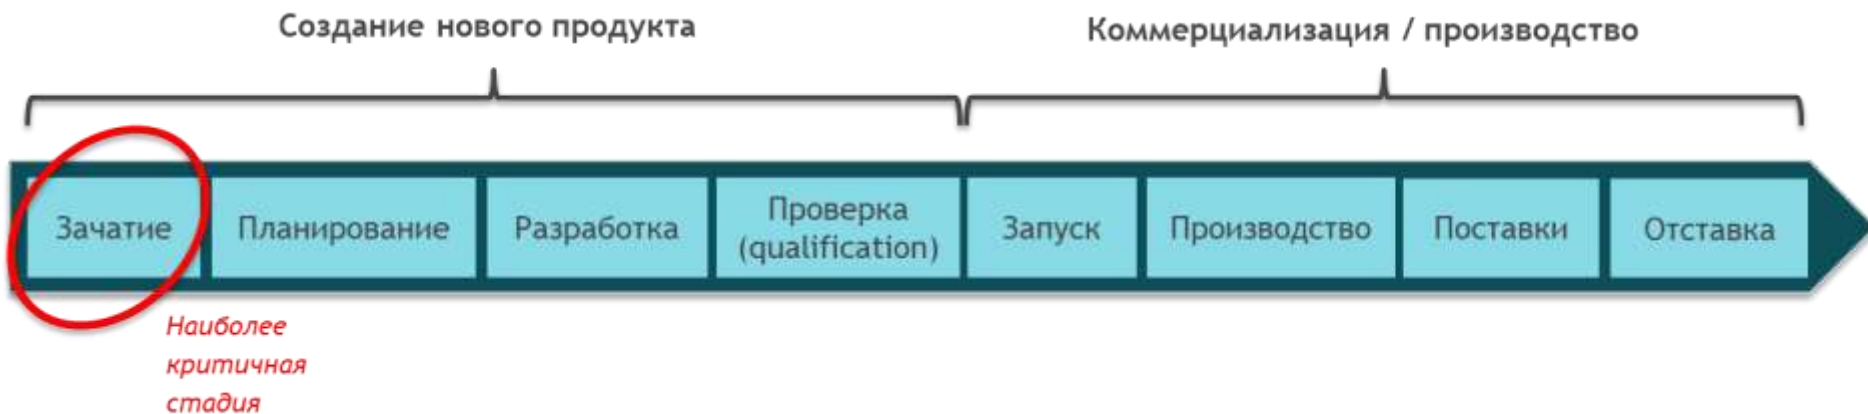 Создание нового продукта
Коммерциализация / производство
Зачатие
Планирование
Разработка
Проверка
(qualification)
Запуск
Производство
Поставки
Отставка
Наиболее
критичная
стадия